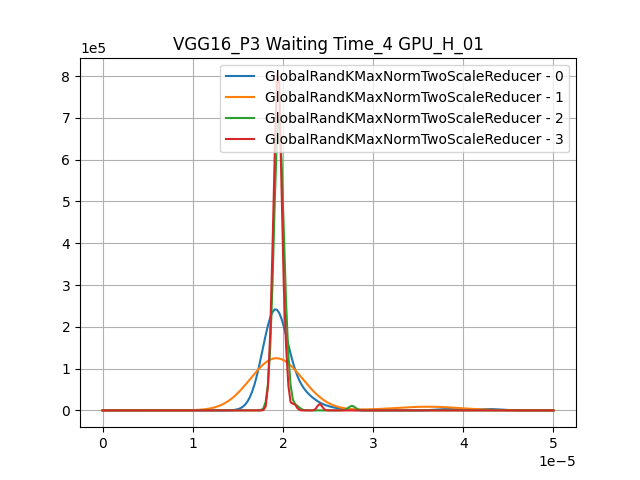 VGG16_P3 Waiting Time_4 GPU_H_01
1e5
GlobalRandKMaxNormTwoScaleReducer - 0
GlobalRandKMaxNormTwoScaleReducer - 1
GlobalRandKMaxNormTwoScaleReducer - 2
GlobalRandKMaxNormTwoScaleReducer - 3
8
7
6
5
4
3
2
1
0
0 1 2 3 4 5
1e−5